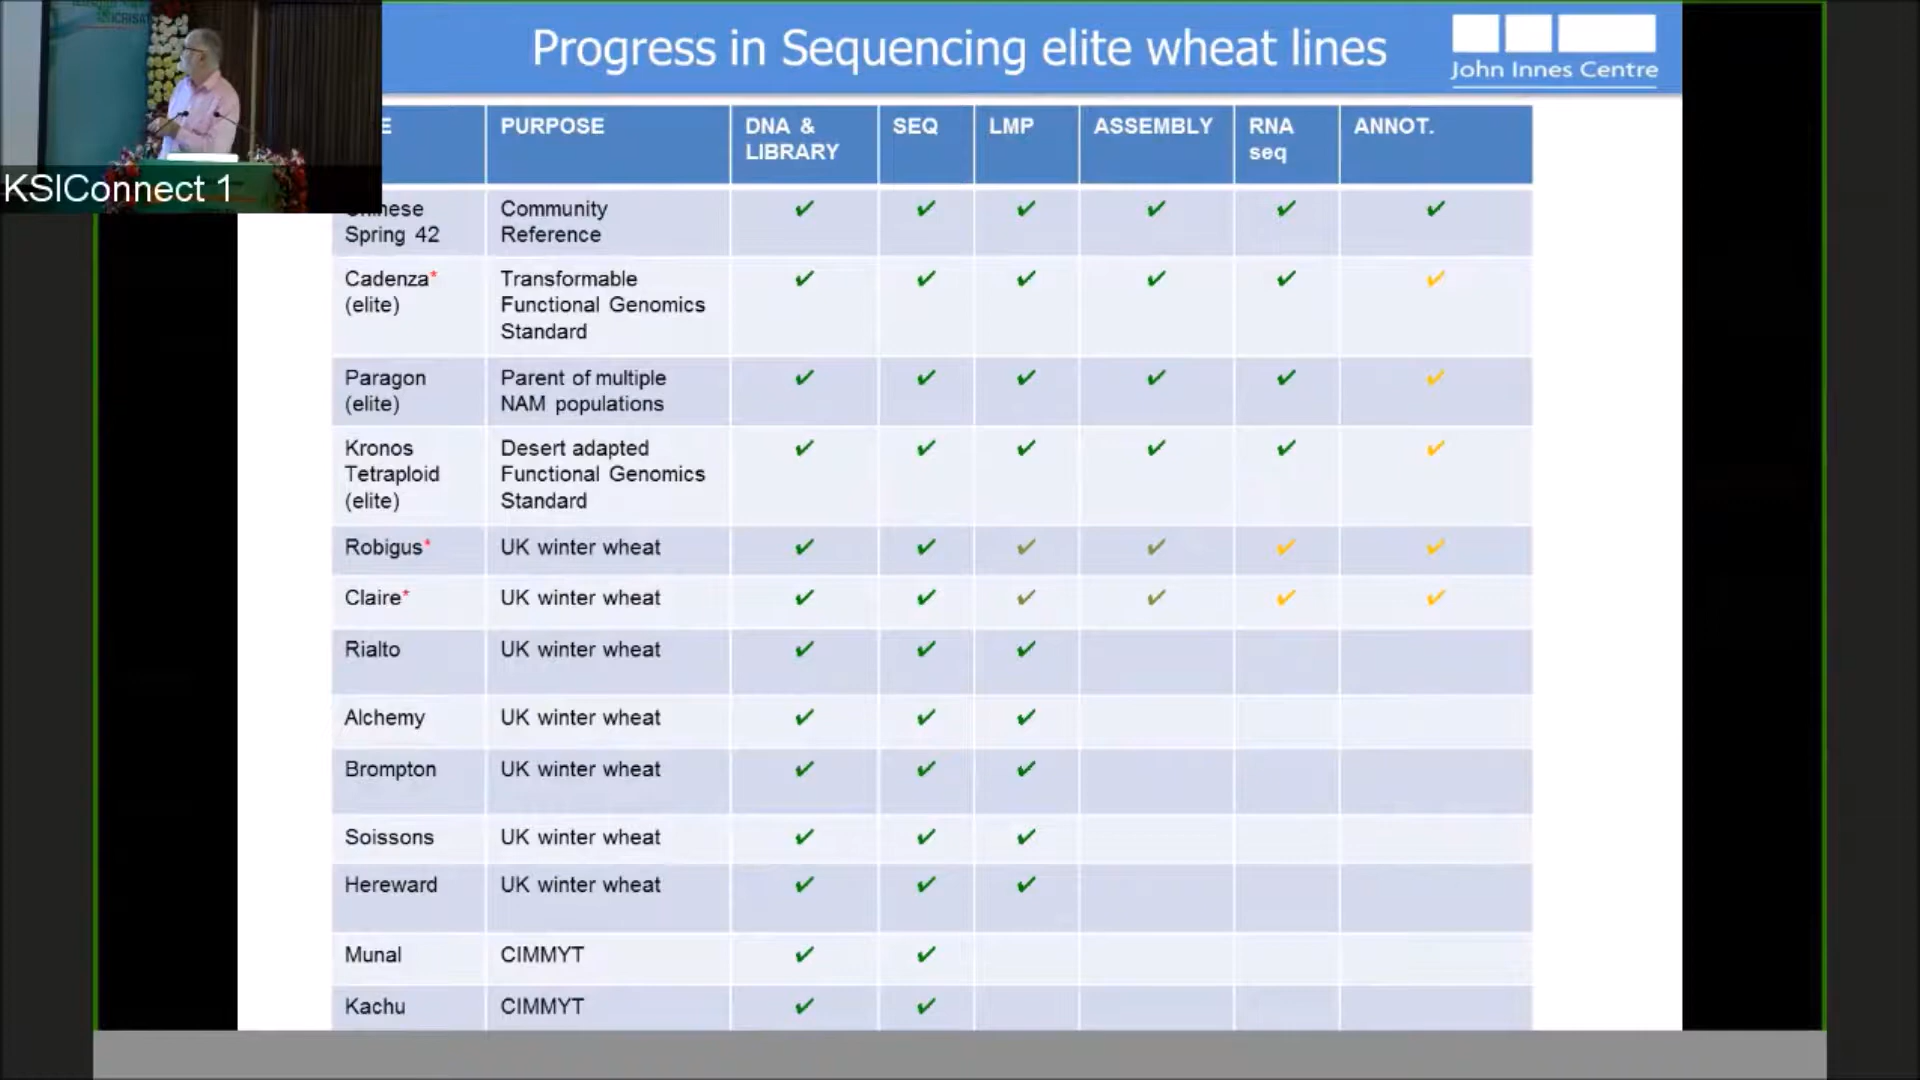 Progress in Sequencing elite wheat lines
John Innes Centre
KSIConnect 1
E
PURPOSE
DNA &
LIBRARY
SEQ
LMP
ASSEMBLY
RNA
seq
ANNOT.
Chinese
Spring 42
Community
Reference
✔ ✔ ✔ ✔ ✔ ✔
Cadenza*
(elite)
Transformable
Functional Genomics
Standard
✔ ✔ ✔ ✔ ✔ ✔
Paragon
(elite)
Parent of multiple
NAM populations
✔ ✔ ✔ ✔ ✔ ✔
Kronos
Tetraploid
(elite)
Desert adapted
Functional Genomics
Standard
✔ ✔ ✔ ✔ ✔ ✔
Robigus* UK winter wheat ✔ ✔ ✔ ✔ ✔ ✔
Claire* UK winter wheat ✔ ✔ ✔ ✔ ✔ ✔
Rialto UK winter wheat ✔ ✔ ✔
Alchemy UK winter wheat ✔ ✔ ✔
Brompton UK winter wheat ✔ ✔ ✔
Soissons UK winter wheat ✔ ✔ ✔
Hereward UK winter wheat ✔ ✔ ✔
Munal CIMMYT ✔ ✔
Kachu CIMMYT ✔ ✔